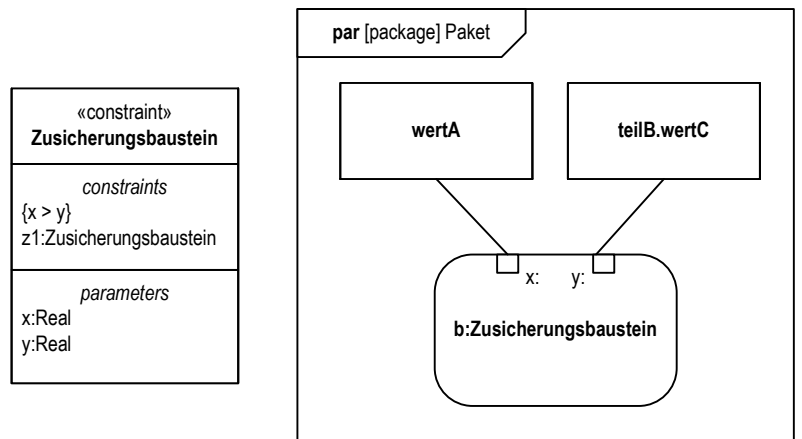 «constraint»
Zusicherungsbaustein
constraints
{x > y}
z1:Zusicherungsbaustein
parameters
x:Real
y:Real
par [package] Paket
wertA
teilB.wertC
x: y:
b:Zusicherungsbaustein